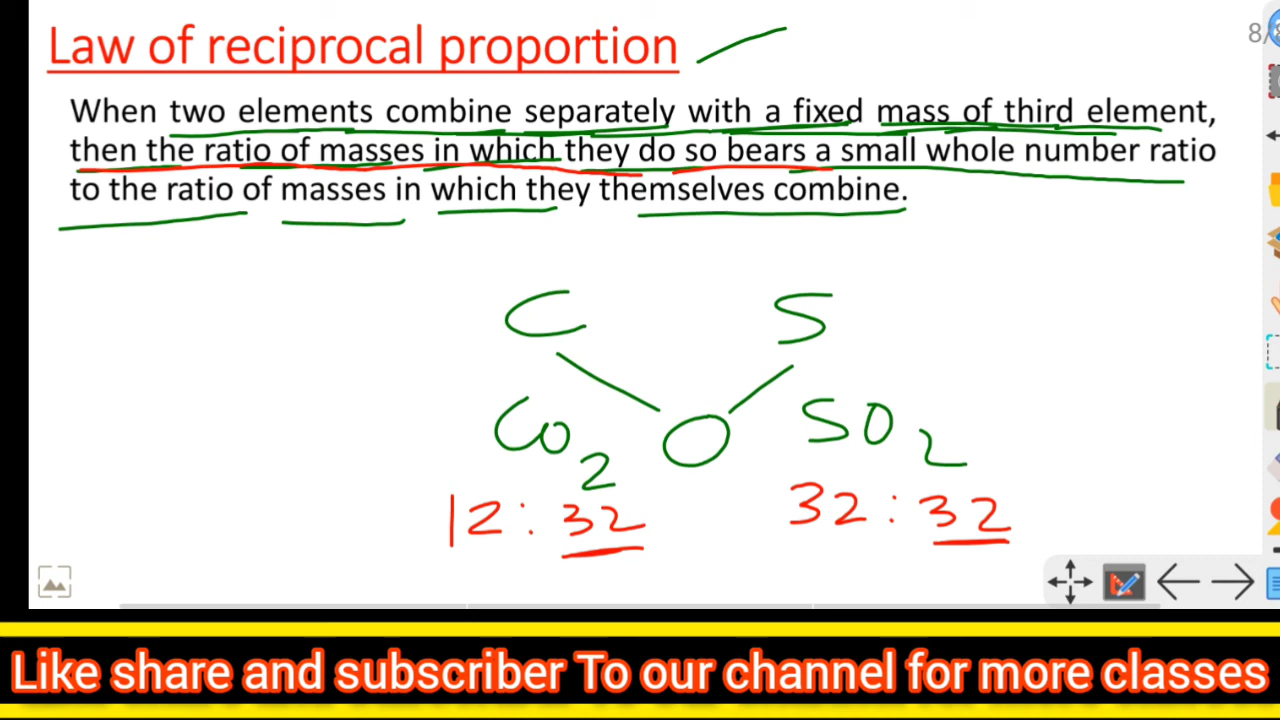 Law of reciprocal proportion
8/
When two elements combine separately with a fixed mass of third element,
then the ratio of masses in which they do so bears a small whole number ratio
to the ratio of masses in which they themselves combine.
C S
Co2 O SO2
12 : 32 32 : 32
Like share and subscriber To our channel for more classes